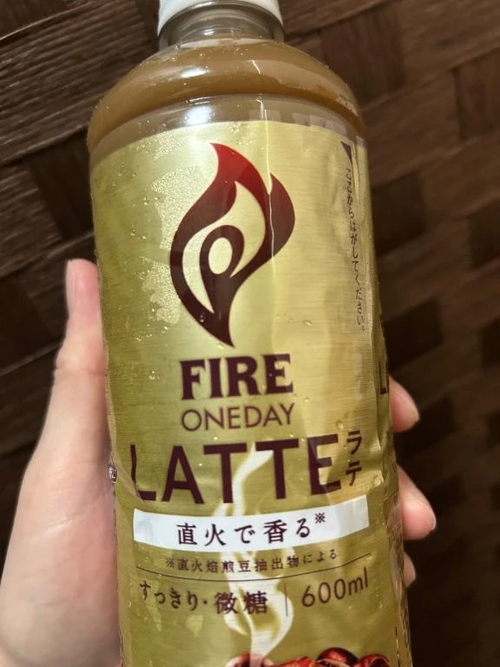 ここからはがしてください。
FIRE
ONEDAY
LATTE ラテ
直火で香る※
※直火焙煎豆抽出物による
すっきり・微糖 | 600ml